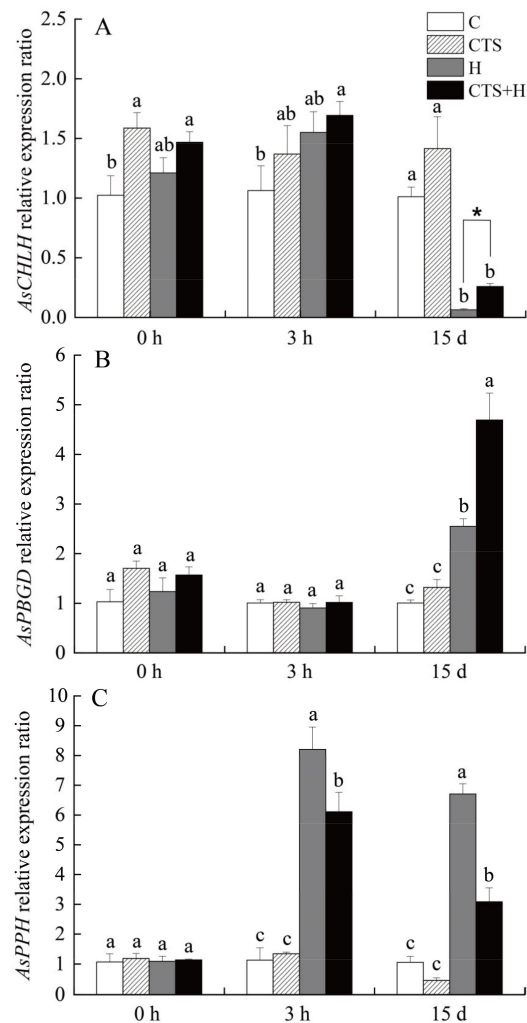 A
C
CTS
H
CTS+H
AsCHLH relative expression ratio
2.5
2.0
1.5
1.0
0.5
0.0
b a ab a
b ab ab a
a a b b
*
0 h 3 h 15 d
B
AsPBGD relative expression ratio
6
5
4
3
2
1
0
a a a a
a a a a
c c b a
0 h 3 h 15 d
C
AsPPH relative expression ratio
10
9
8
7
6
5
4
3
2
1
0
a a a a
c c a b
c c a b
0 h 3 h 15 d